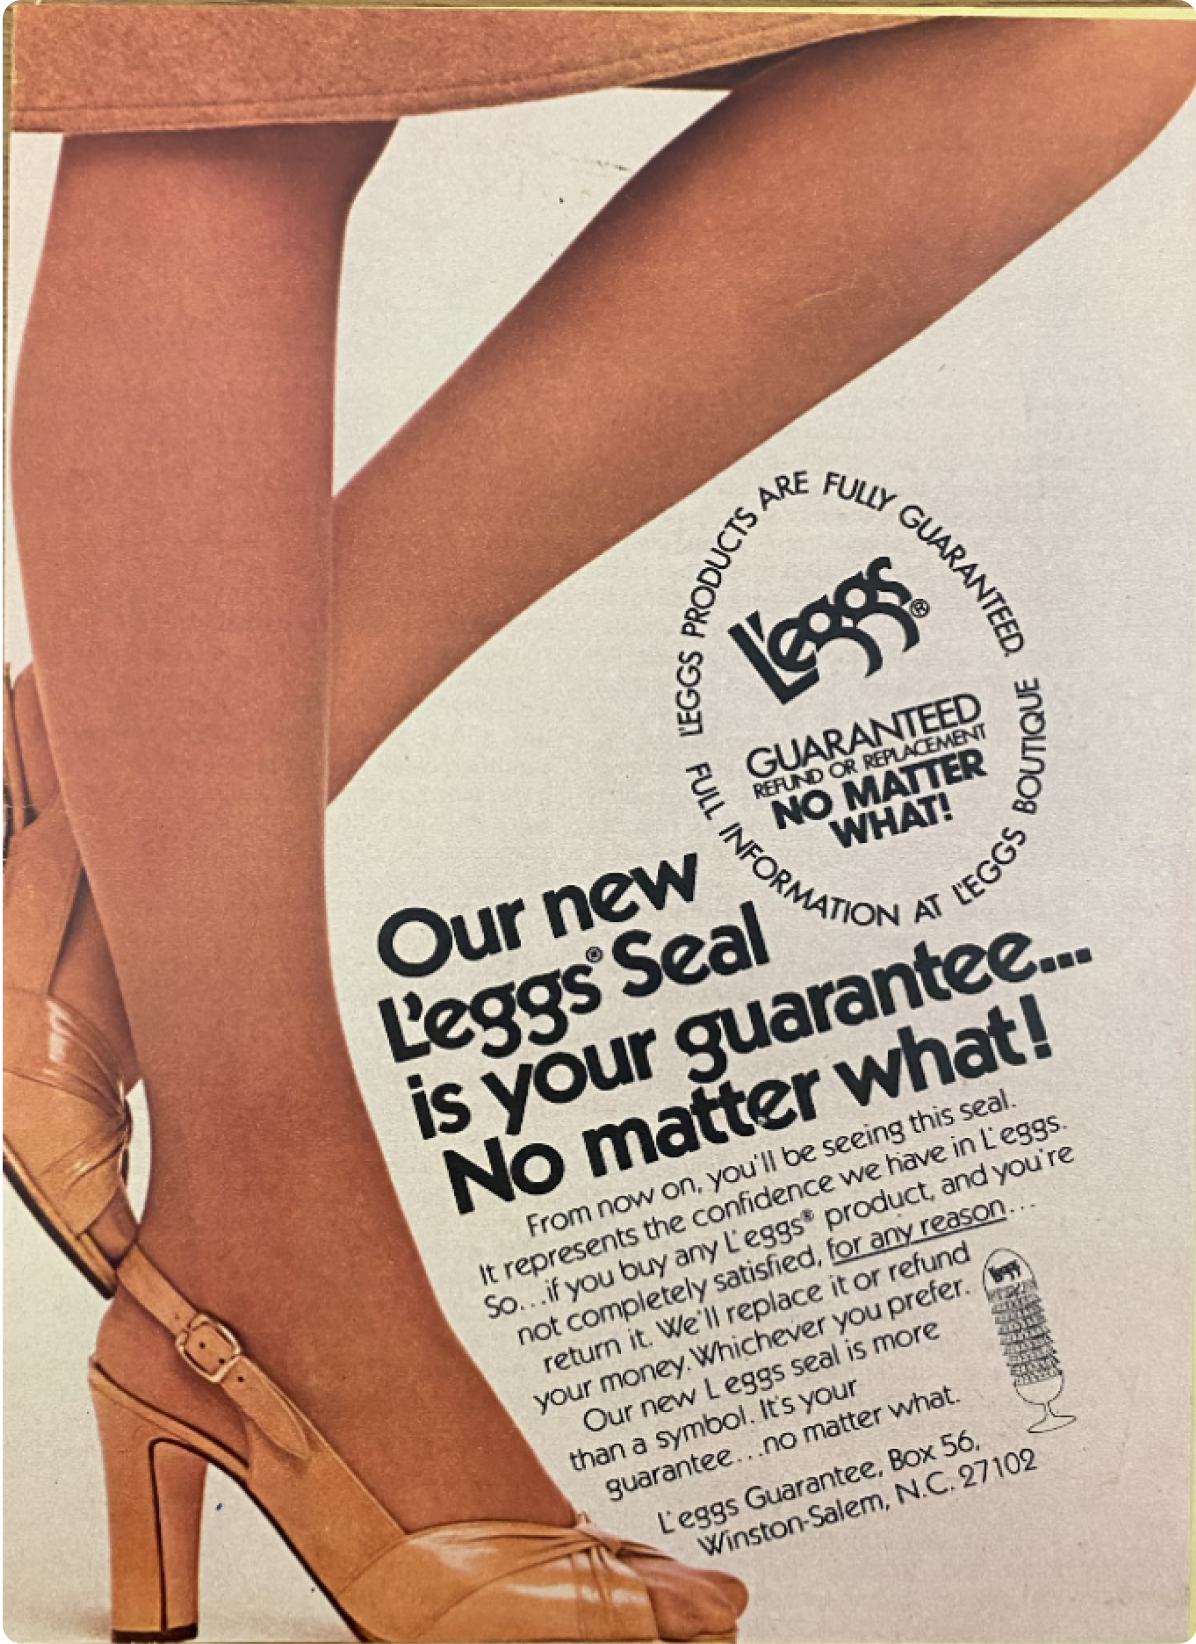 L'EGGS PRODUCTS ARE FULLY GUARANTEED.
L'eggs®
GUARANTEED
REFUND OR REPLACEMENT
NO MATTER
WHAT!
FULL INFORMATION AT L'EGGS BOUTIQUE
Our new
L'eggs® Seal
is your guarantee...
No matter what!
From now on, you'll be seeing this seal.
It represents the confidence we have in L'eggs.
So...if you buy any L'eggs® product, and you're
not completely satisfied, for any reason...
return it. We'll replace it or refund
your money. Whichever you prefer.
Our new L'eggs seal is more
than a symbol. It's your
guarantee...no matter what.
L'eggs
L'eggs Guarantee, Box 56,
Winston-Salem, N.C. 27102